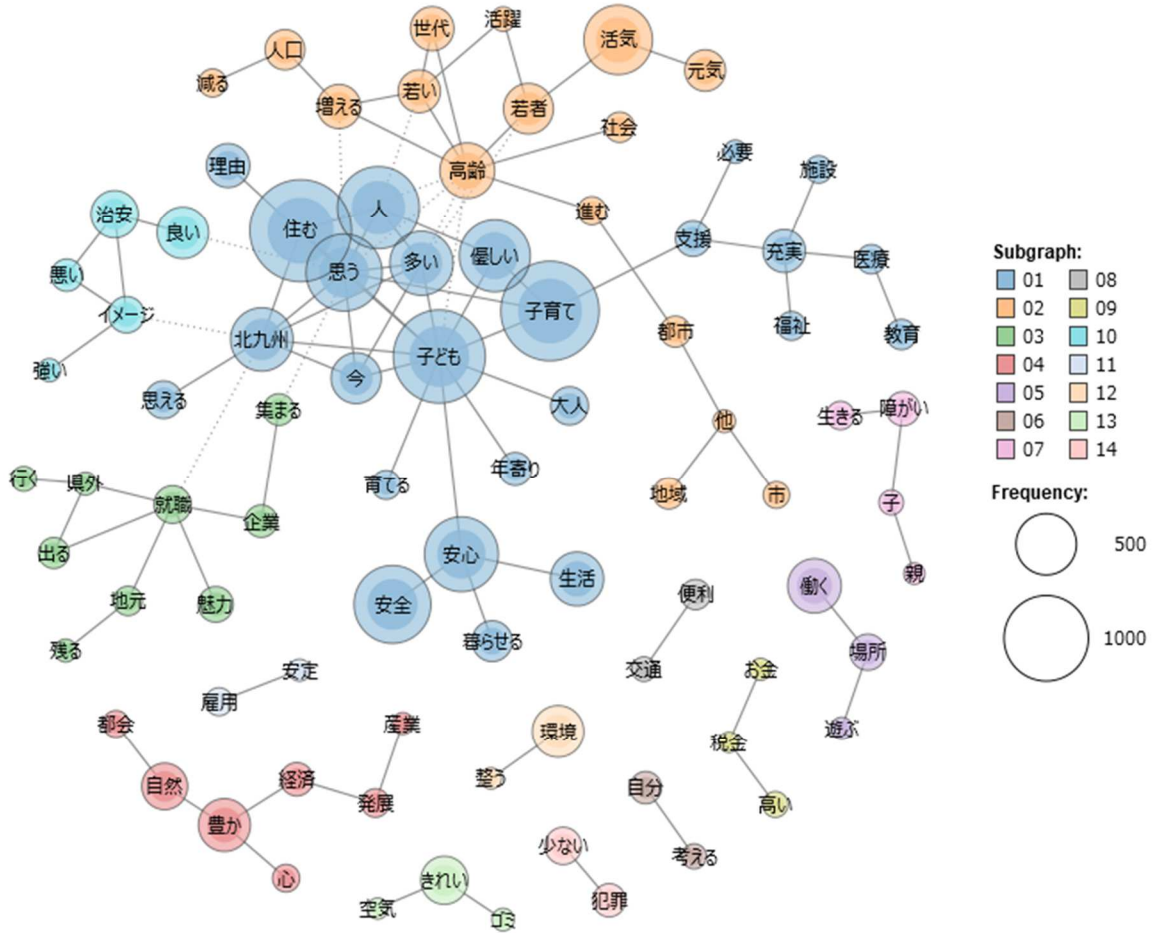 世代
活躍
活気
人口
元気
減る
若い
増える
若者
社会
理由
高齢
必要
施設
人
治安
住む
進む
良い
支援
充実
優しい
多い
医療
思う
悪い
子育て
イメージ
福祉
都市
教育
北九州
子ども
強い
今
思える
集まる
大人
生きる
障がい
他
年寄り
行く
県外
育てる
地域
市
就職
子
企業
出る
安心
親
生活
働く
便利
地元
魅力
安全
残る
暮らせる
場所
安定
交通
お金
雇用
都会
産業
環境
遊ぶ
税金
整う
自然
経済
自分
発展
高い
豊か
少ない
考える
心
きれい
犯罪
空気
ゴミ
Subgraph:
01 08
02 09
03 10
04 11
05 12
06 13
07 14
Frequency:
500
1000